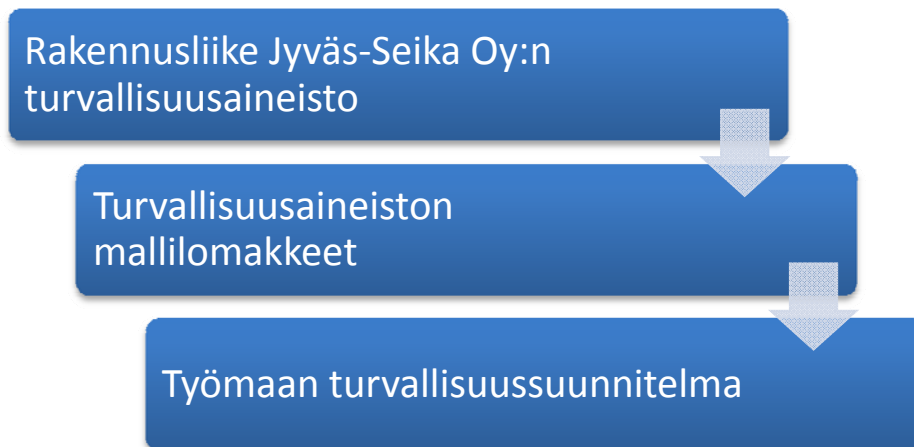 Rakennusliike Jyväs-Seika Oy:n
turvallisuusaineisto
Turvallisuusaineiston
mallilomakkeet
Työmaan turvallisuussuunnitelma